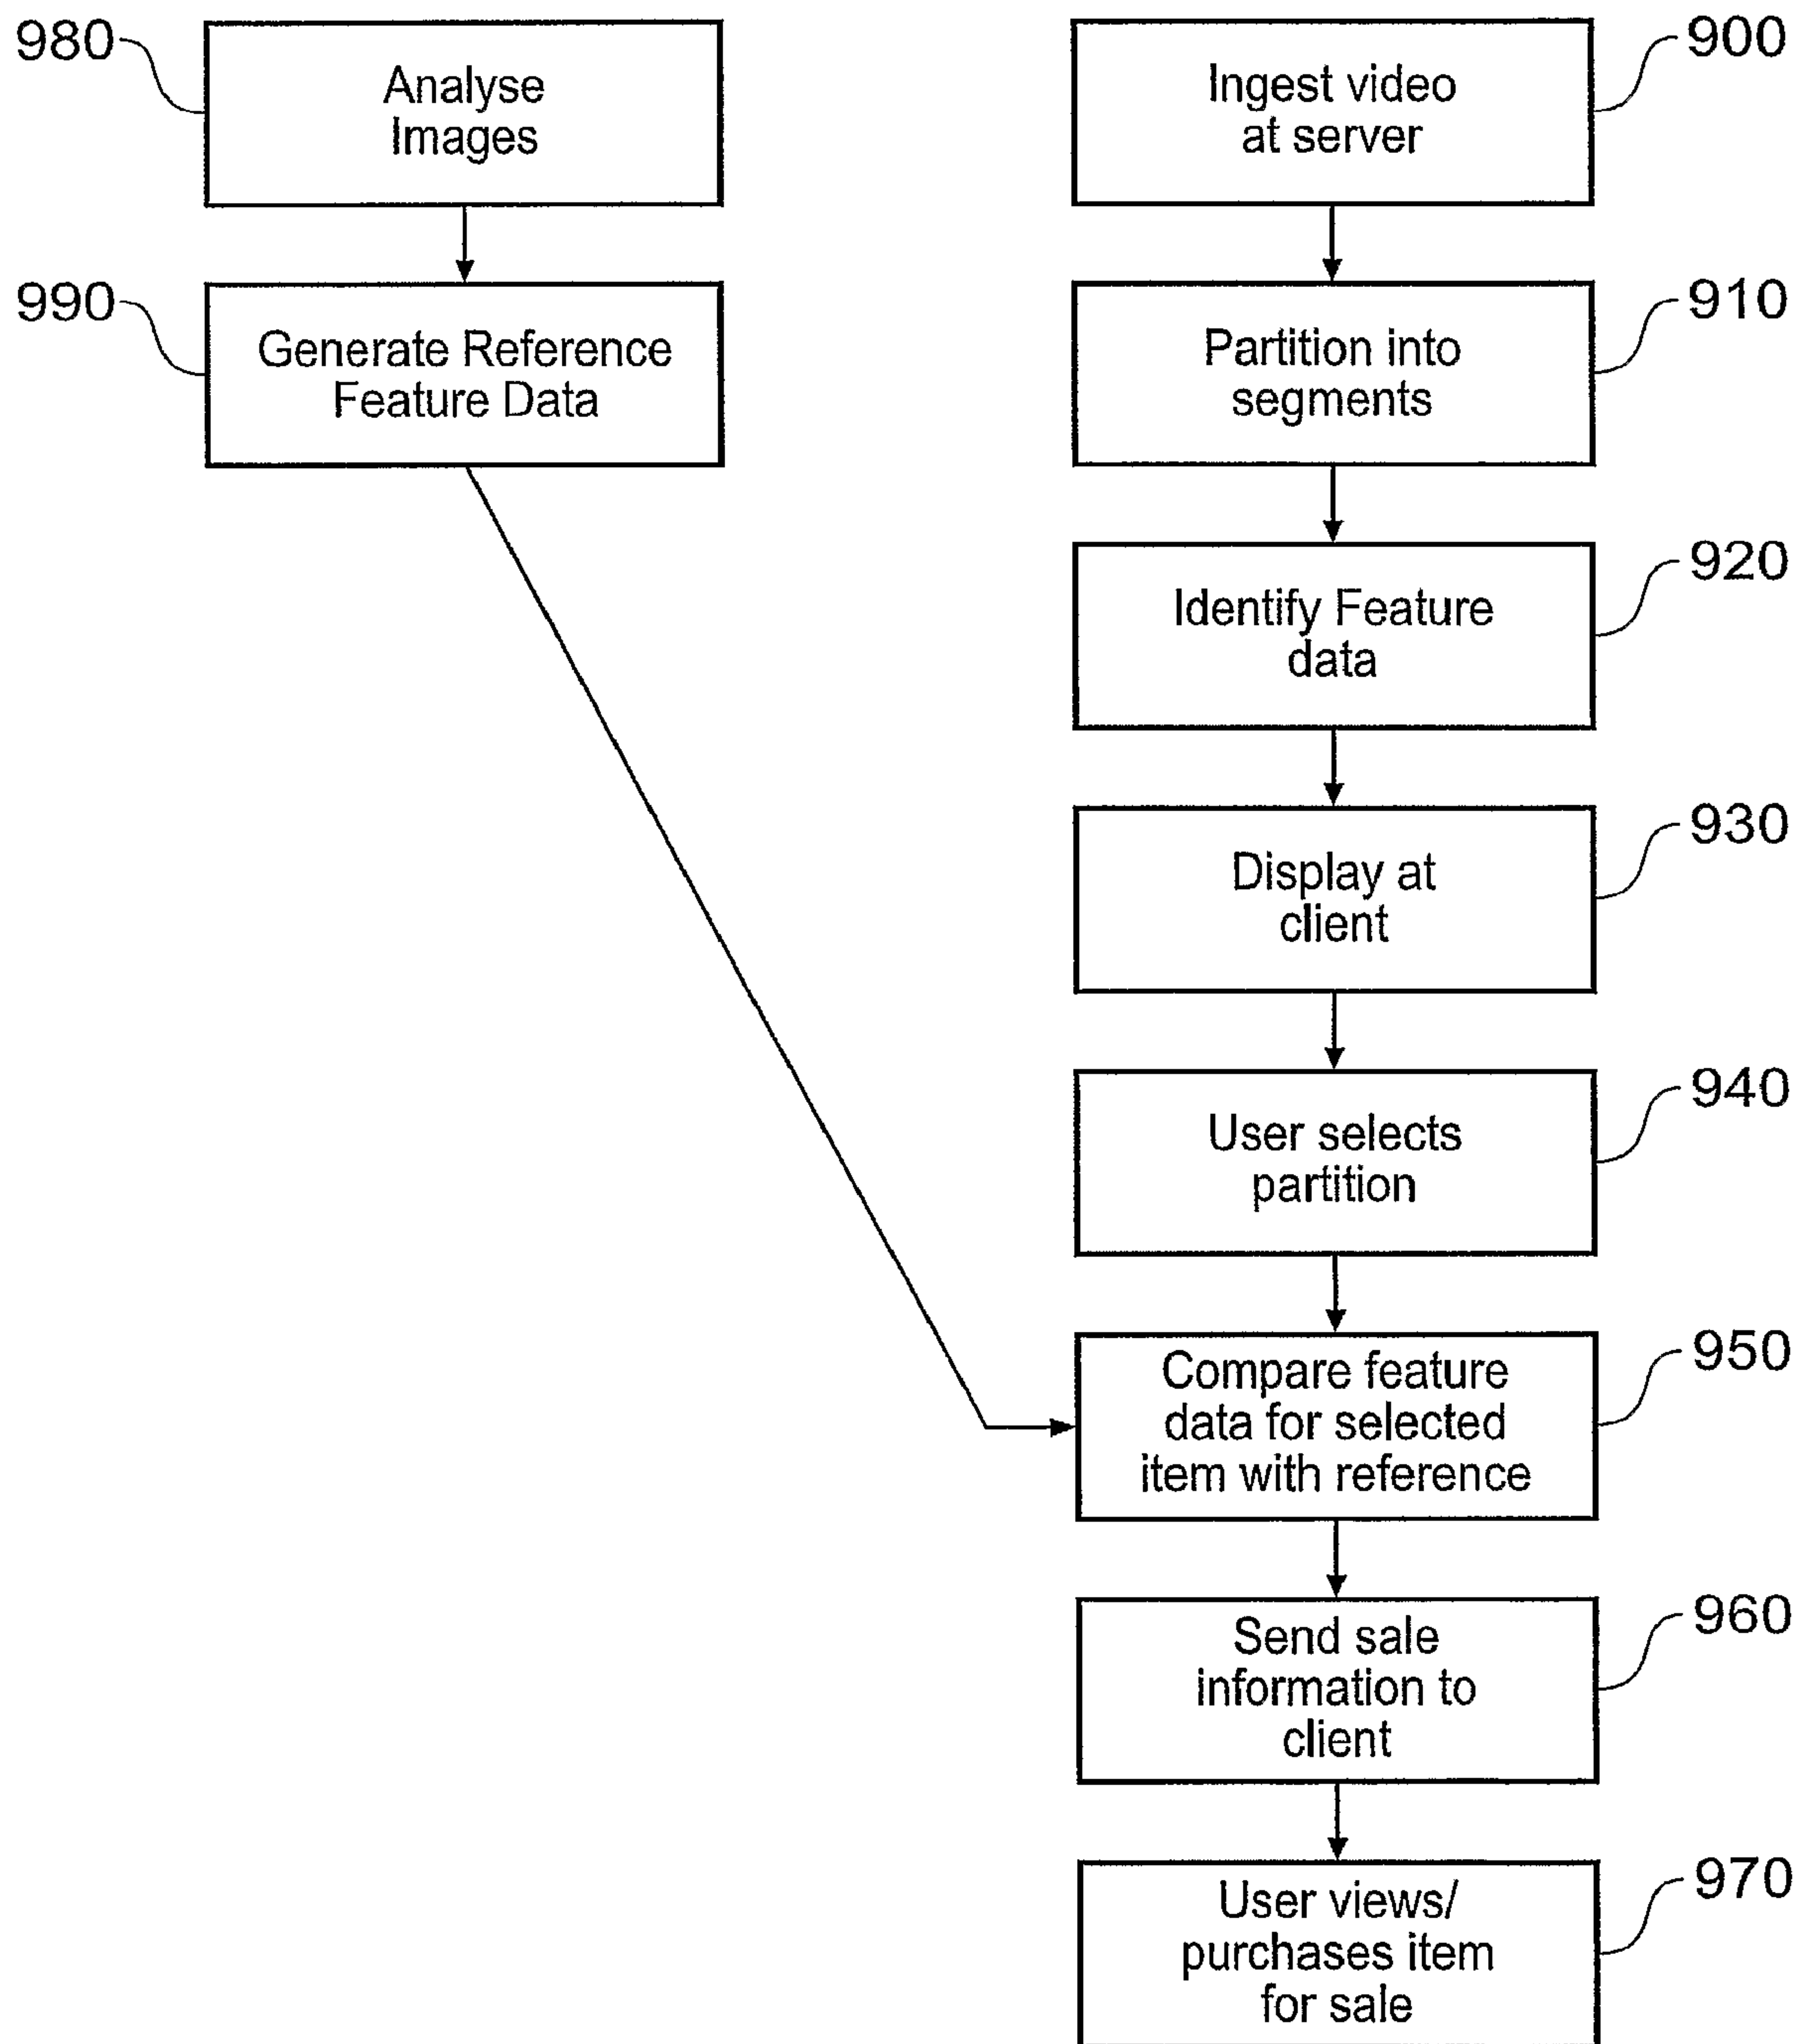 980
Analyse
Images
990
Generate Reference
Feature Data
900
Ingest video
at server
910
Partition into
segments
920
Identify Feature
data
930
Display at
client
940
User selects
partition
950
Compare feature
data for selected
item with reference
960
Send sale
information to
client
970
User views/
purchases item
for sale